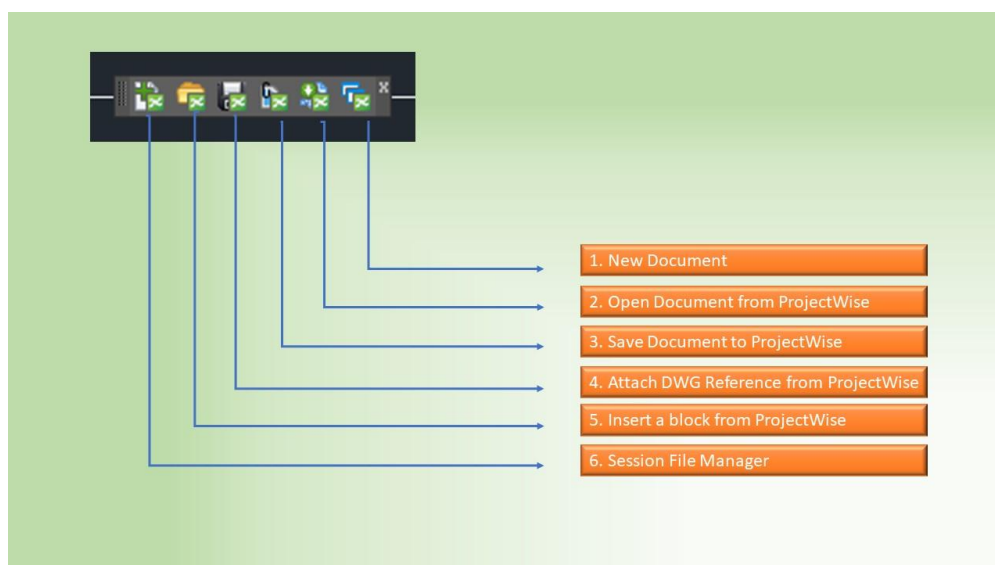 1. New Document
2. Open Document from ProjectWise
3. Save Document to ProjectWise
4. Attach DWG Reference from ProjectWise
5. Insert a block from ProjectWise
6. Session File Manager